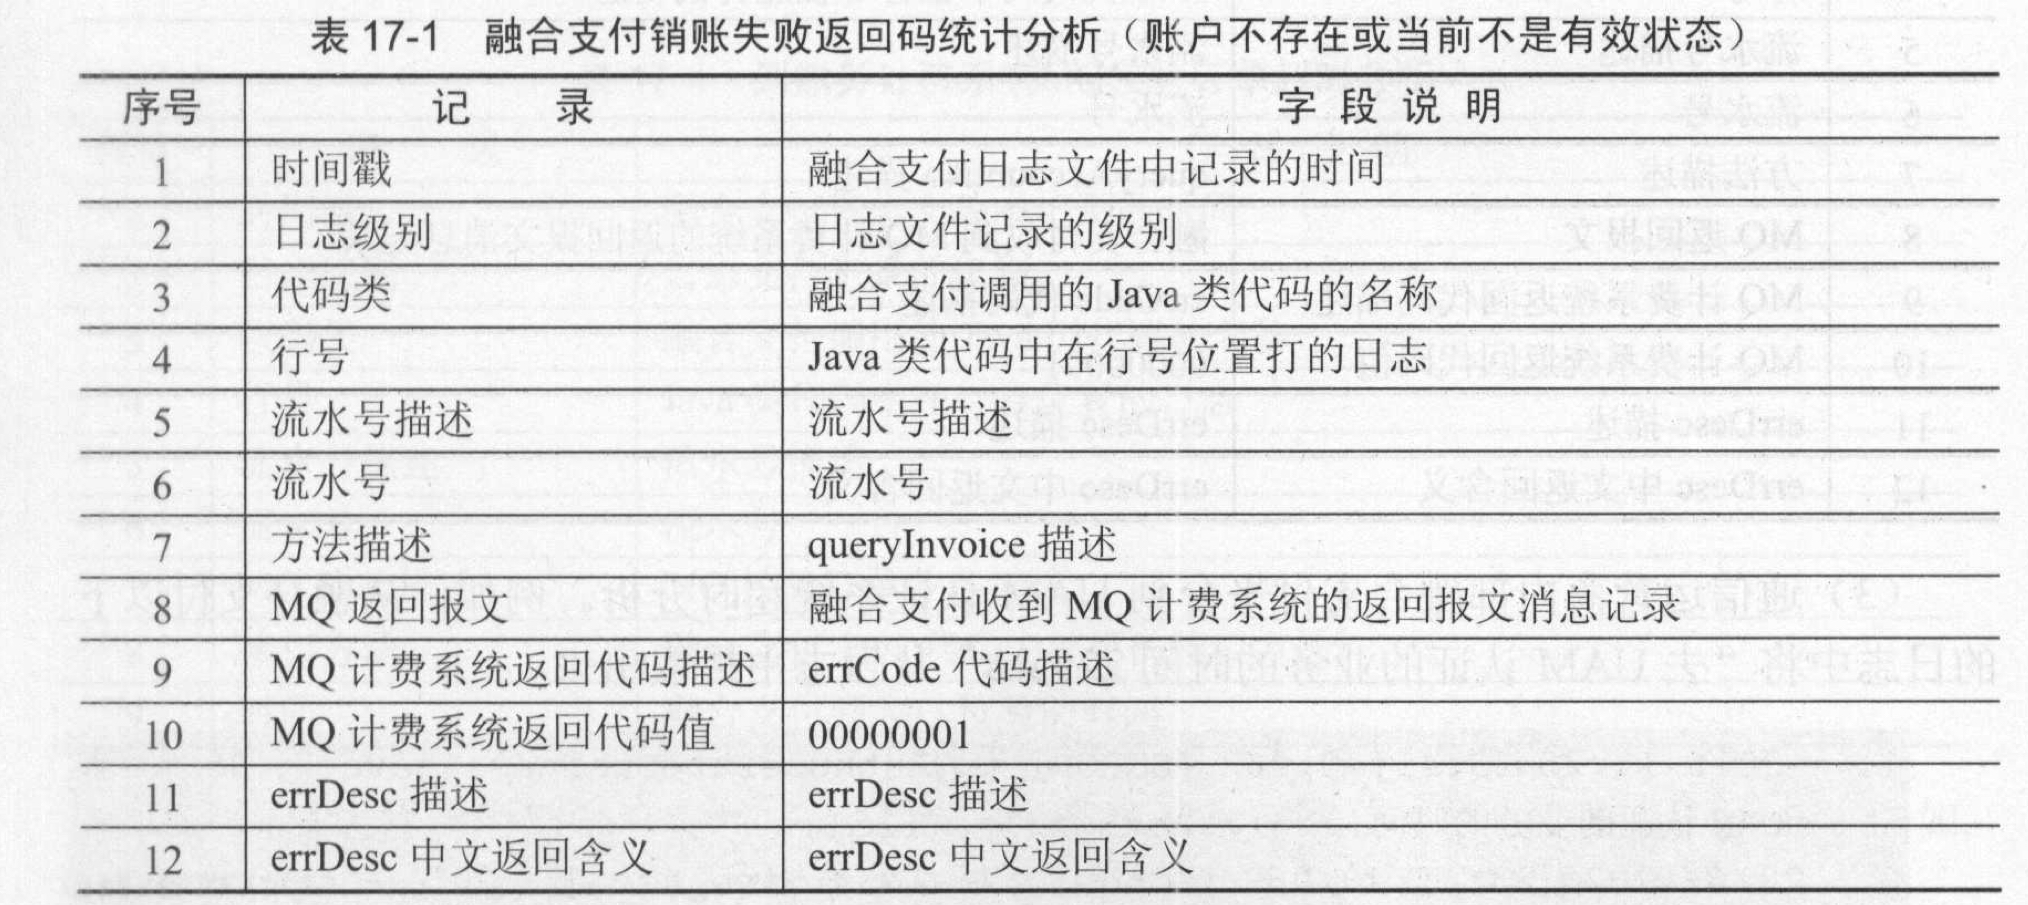 表 17-1 融合支付销账失败返回码统计分析（账户不存在或当前不是有效状态）
序号 记 录 字 段 说 明
1 时间戳 融合支付日志文件中记录的时间
2 日志级别 日志文件记录的级别
3 代码类 融合支付调用的 Java 类代码的名称
4 行号 Java 类代码中在行号位置打的日志
5 流水号描述 流水号描述
6 流水号 流水号
7 方法描述 queryInvoice 描述
8 MQ 返回报文 融合支付收到 MQ 计费系统的返回报文消息记录
9 MQ 计费系统返回代码描述 errCode 代码描述
10 MQ 计费系统返回代码值 00000001
11 errDesc 描述 errDesc 描述
12 errDesc 中文返回含义 errDesc 中文返回含义